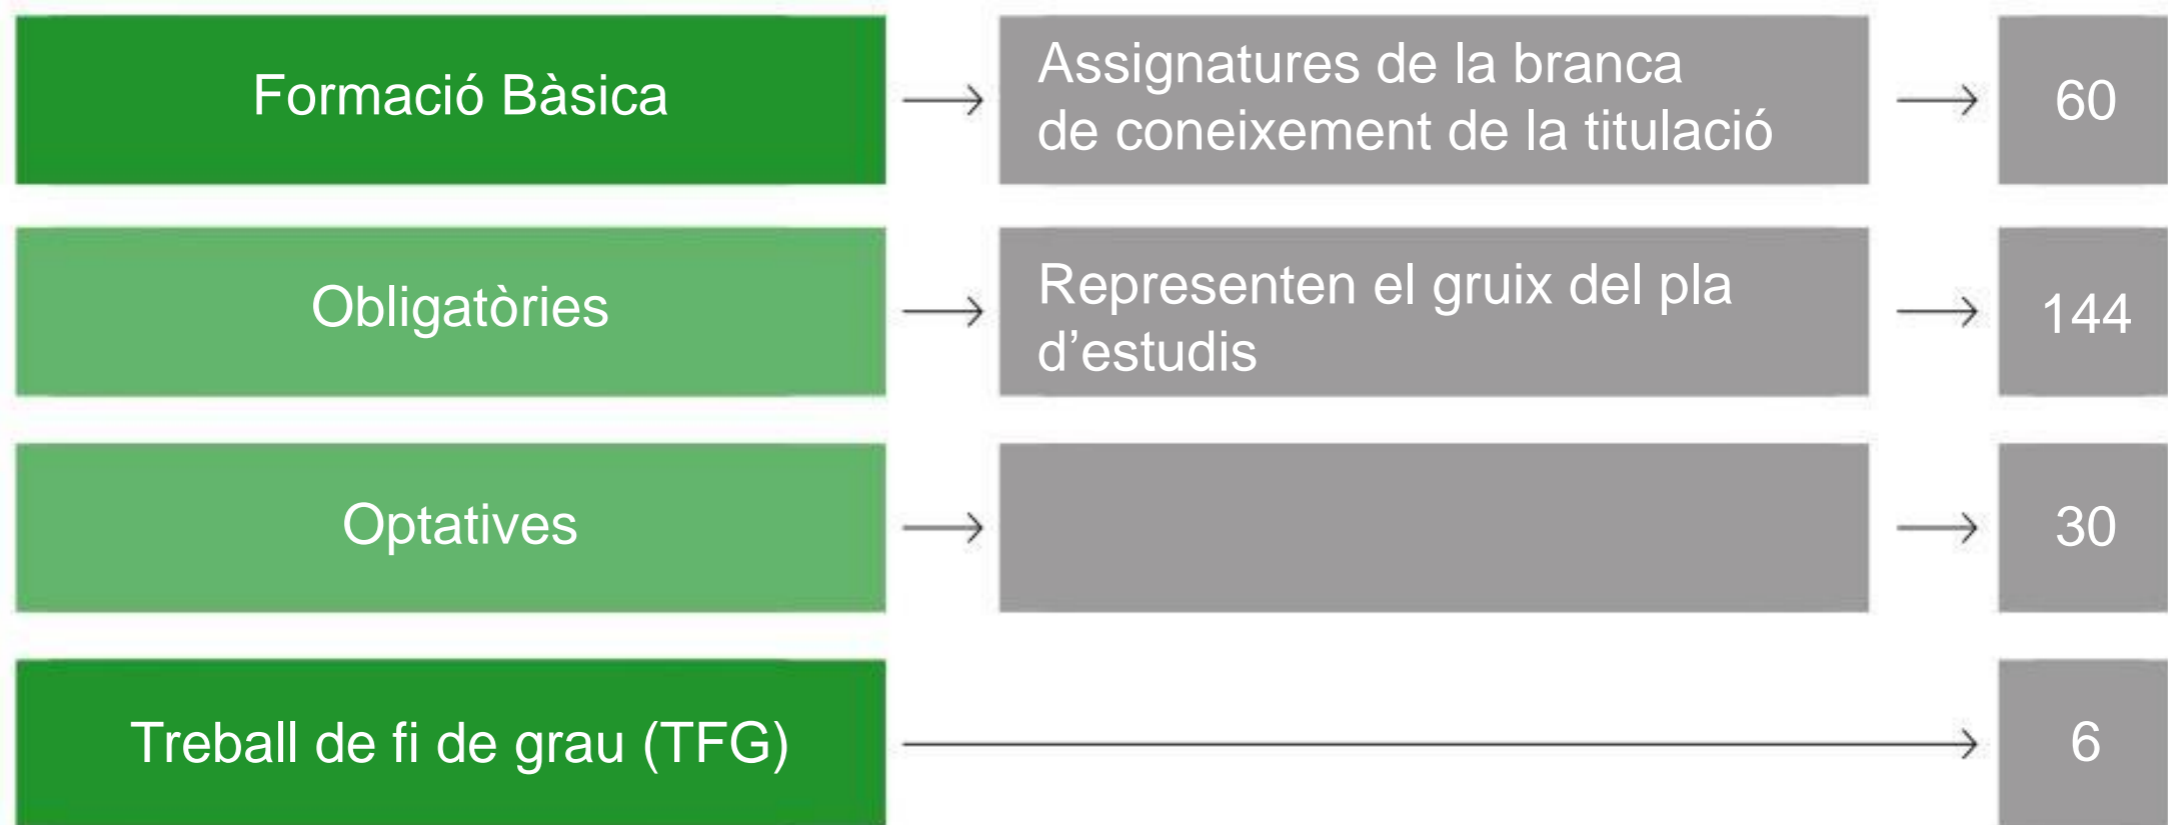 Formació Bàsica
Assignatures de la branca
de coneixement de la titulació
60
Obligatòries
Representen el gruix del pla
d’estudis
144
Optatives
30
Treball de fi de grau (TFG)
6